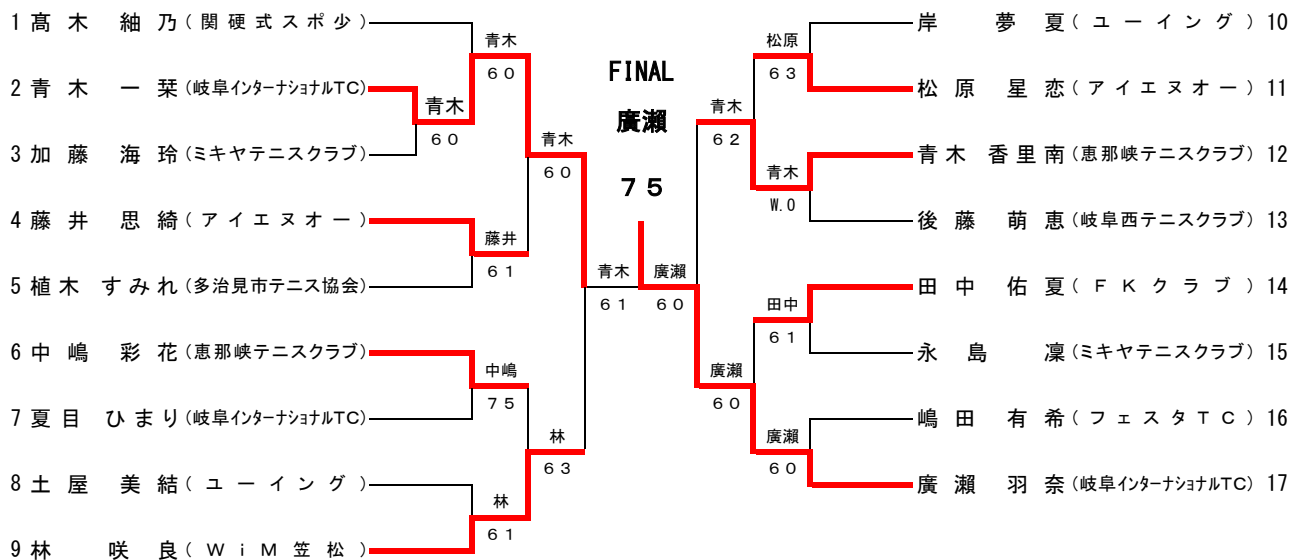 1 髙木 紬乃 (関硬式スポ少)
2 青木 一栞 (岐阜インターナショナルTC)
3 加藤 海玲 (ミキヤテニスクラブ)
4 藤井 思綺 (アイエヌオー)
5 植木 すみれ (多治見市テニス協会)
6 中嶋 彩花 (恵那峡テニスクラブ)
7 夏目 ひまり (岐阜インターナショナルTC)
8 土屋 美結 (ユーイング)
9 林 咲良 (WiM笠松)
青木
60
青木
60
藤井
61
中嶋
75
林
61
青木
60
林
63
青木
61
FINAL
廣瀬
75
廣瀬
60
青木
62
廣瀬
60
松原
63
青木
W.O
田中
61
廣瀬
60
岸 夢夏 (ユーイング) 10
松原 星恋 (アイエヌオー) 11
青木 香里南 (恵那峡テニスクラブ) 12
後藤 萌恵 (岐阜西テニスクラブ) 13
田中 佑夏 (FKクラブ) 14
永島 凜 (ミキヤテニスクラブ) 15
嶋田 有希 (フェスタTC) 16
廣瀬 羽奈 (岐阜インターナショナルTC) 17